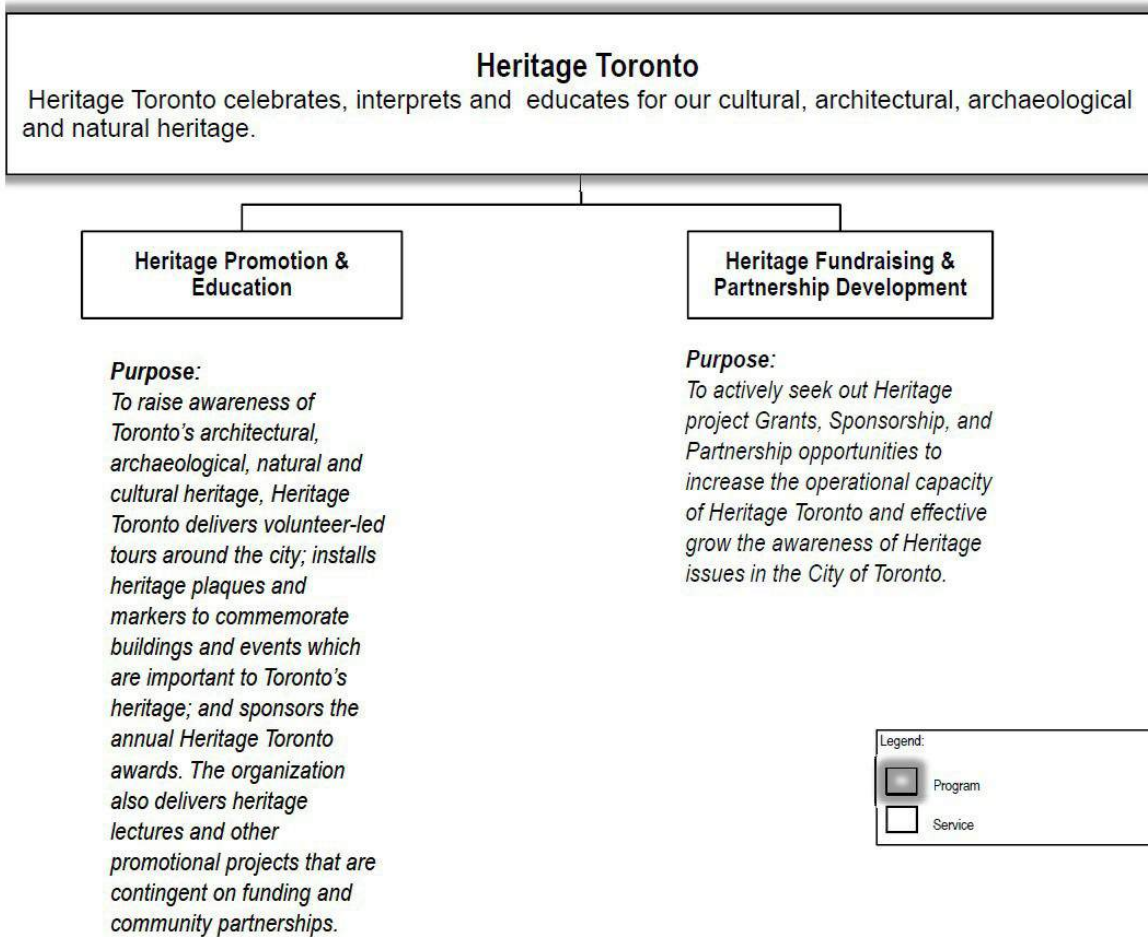 Heritage Toronto
Heritage Toronto celebrates, interprets and educates for our cultural, architectural, archaeological
and natural heritage.
Heritage Promotion &
Education
Heritage Fundraising &
Partnership Development
Purpose:
To raise awareness of
Toronto’s architectural,
archaeological, natural and
cultural heritage, Heritage
Toronto delivers volunteer-led
tours around the city; installs
heritage plaques and
markers to commemorate
buildings and events which
are important to Toronto’s
heritage; and sponsors the
annual Heritage Toronto
awards. The organization
also delivers heritage
lectures and other
promotional projects that are
contingent on funding and
community partnerships.
Purpose:
To actively seek out Heritage
project Grants, Sponsorship, and
Partnership opportunities to
increase the operational capacity
of Heritage Toronto and effective
grow the awareness of Heritage
issues in the City of Toronto.
Legend:
Program
Service